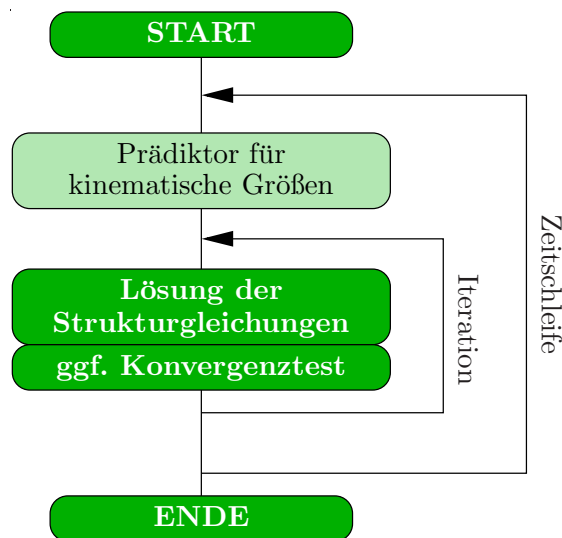 START
Prädiktor für
kinematische Größen
Lösung der
Strukturgleichungen
ggf. Konvergenztest
Iteration
Zeitschleife
ENDE